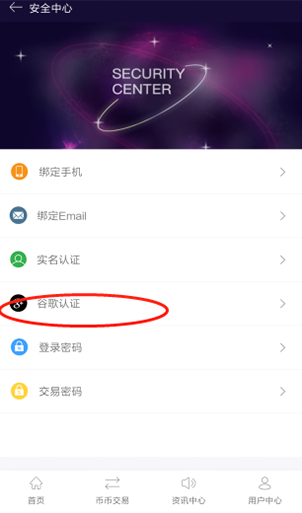 安全中心
SECURITY
CENTER
绑定手机
绑定Email
实名认证
谷歌认证
登录密码
交易密码
首页
币币交易
资讯中心
用户中心